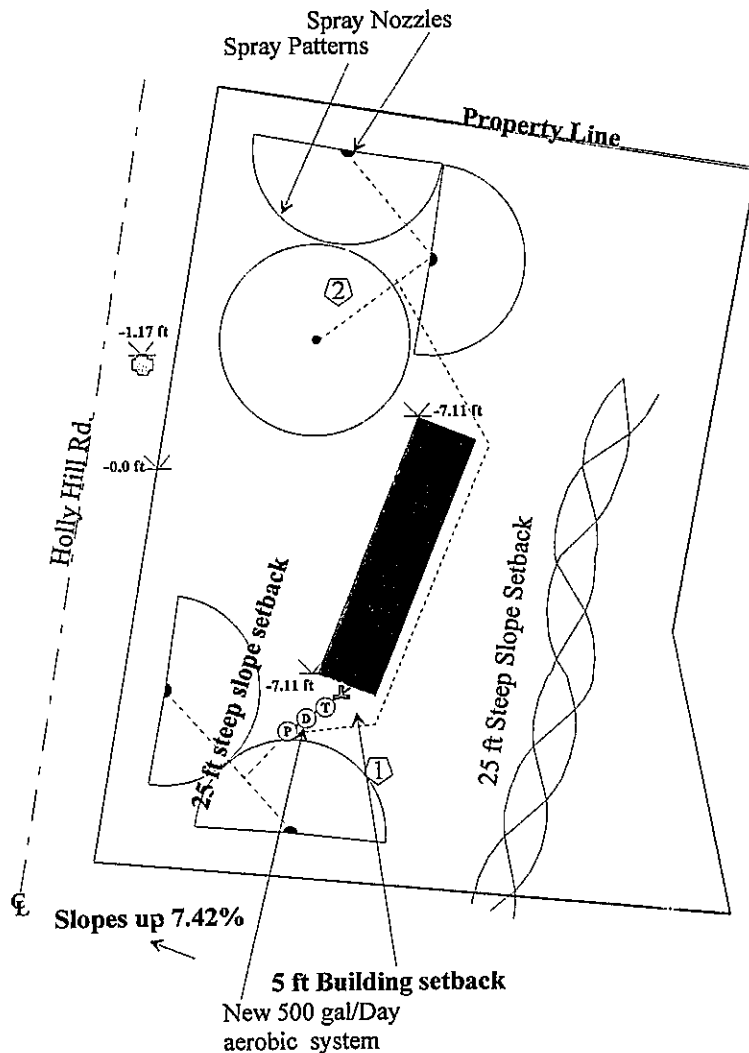 Spray Nozzles
Spray Patterns
Property Line
2
-1.17 ft
-7.11 ft
-0.0 ft
Holly Hill Rd.
25 ft steep slope setback
25 ft Steep Slope Setback
-7.11 ft
T
D
P
A
1
℄
Slopes up 7.42%
5 ft Building setback
New 500 gal/Day
aerobic system